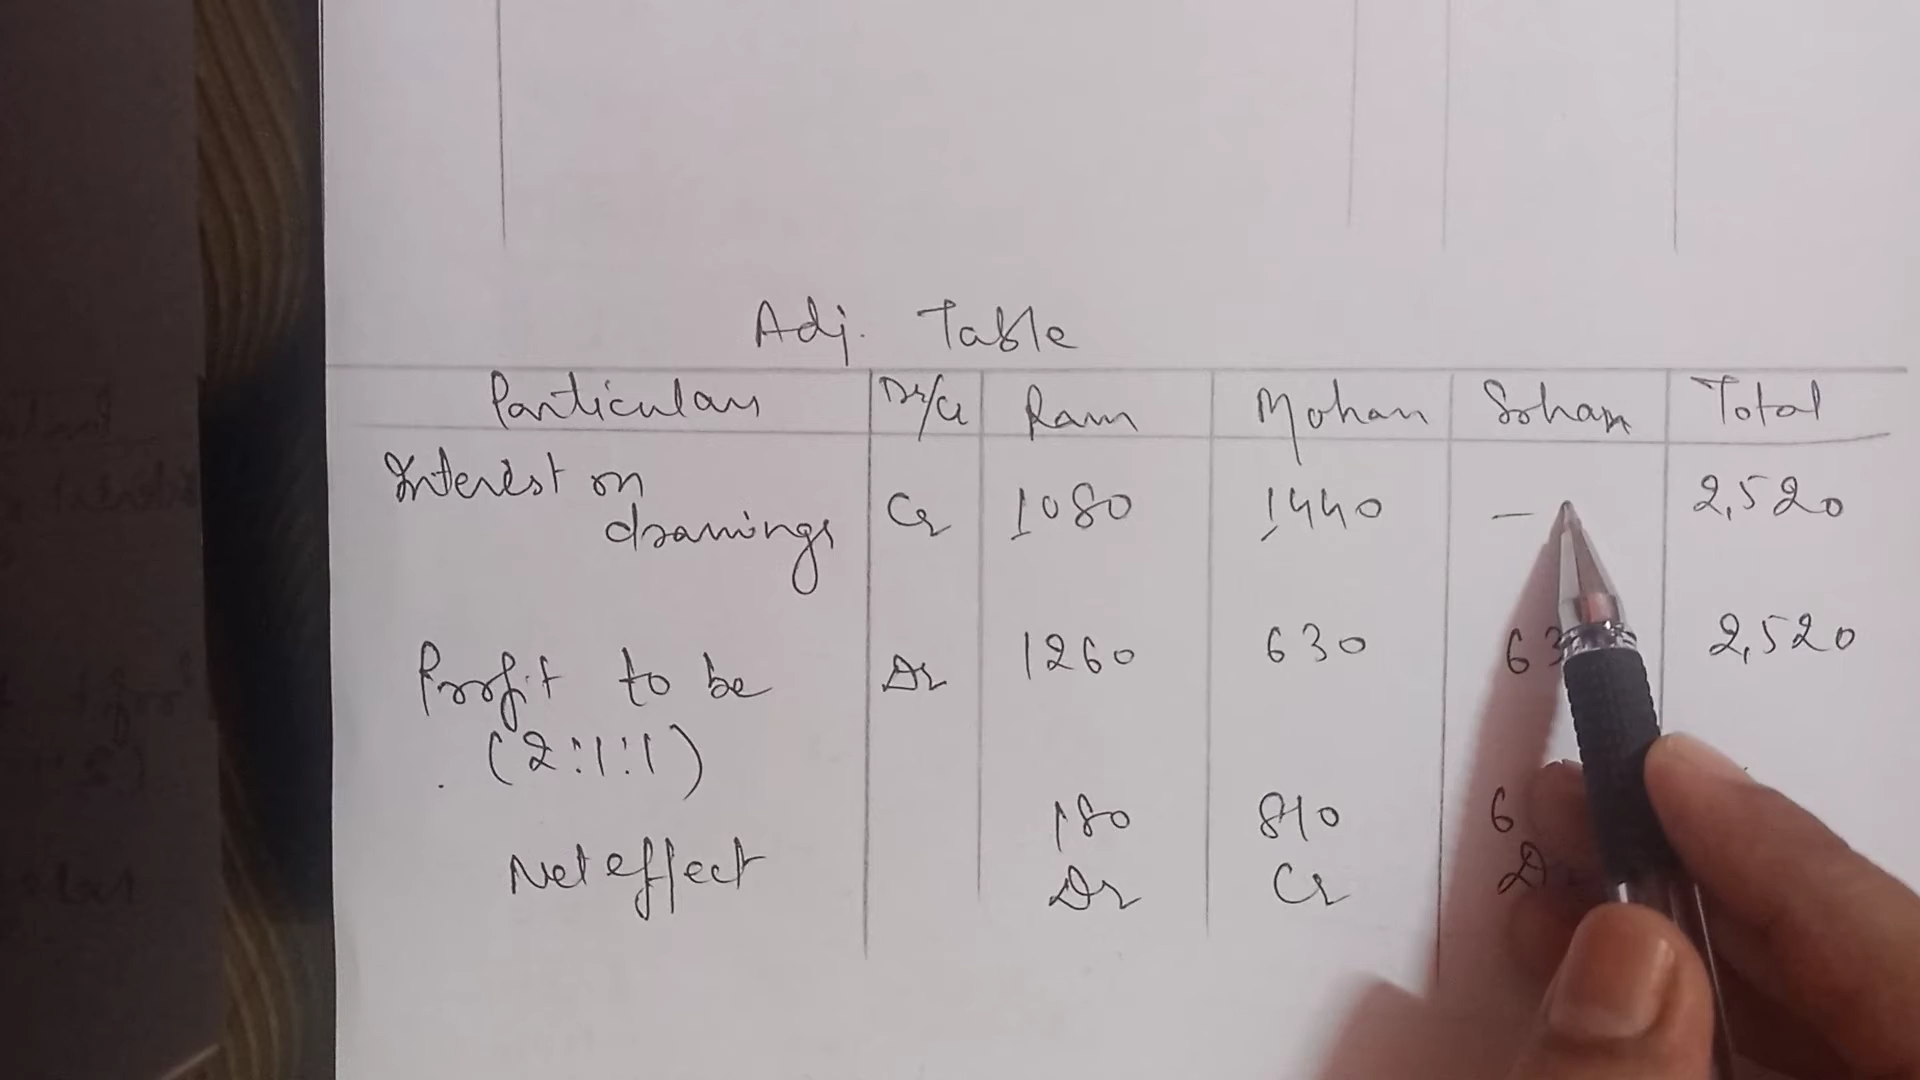 Adj. Table
Particulars Dr/Cr Ram Mohan Soham Total
Interest on
drawings Cr 1080 1440 — 2,520
Profit to be Dr 1260 630 2,520
(2:1:1)
180 810
Net effect Dr Cr